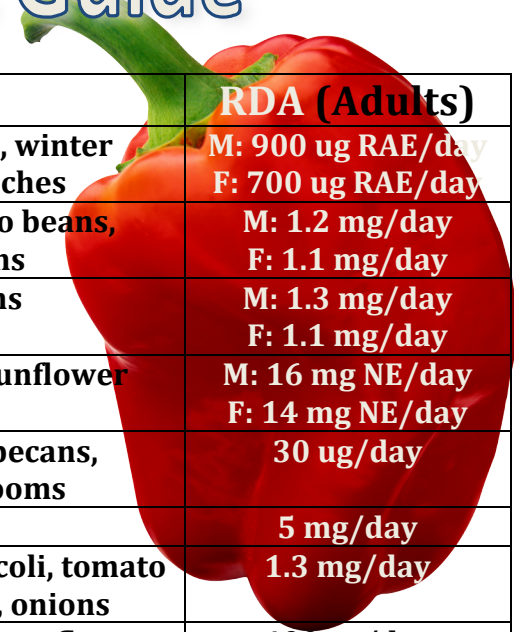 Guide
RDA (Adults)
, winter
ches
M: 900 ug RAE/day
F: 700 ug RAE/day
o beans,
ns
M: 1.2 mg/day
F: 1.1 mg/day
ns
M: 1.3 mg/day
F: 1.1 mg/day
unflower
M: 16 mg NE/day
F: 14 mg NE/day
pecans,
ooms
30 ug/day
5 mg/day
coli, tomato
, onions
1.3 mg/day